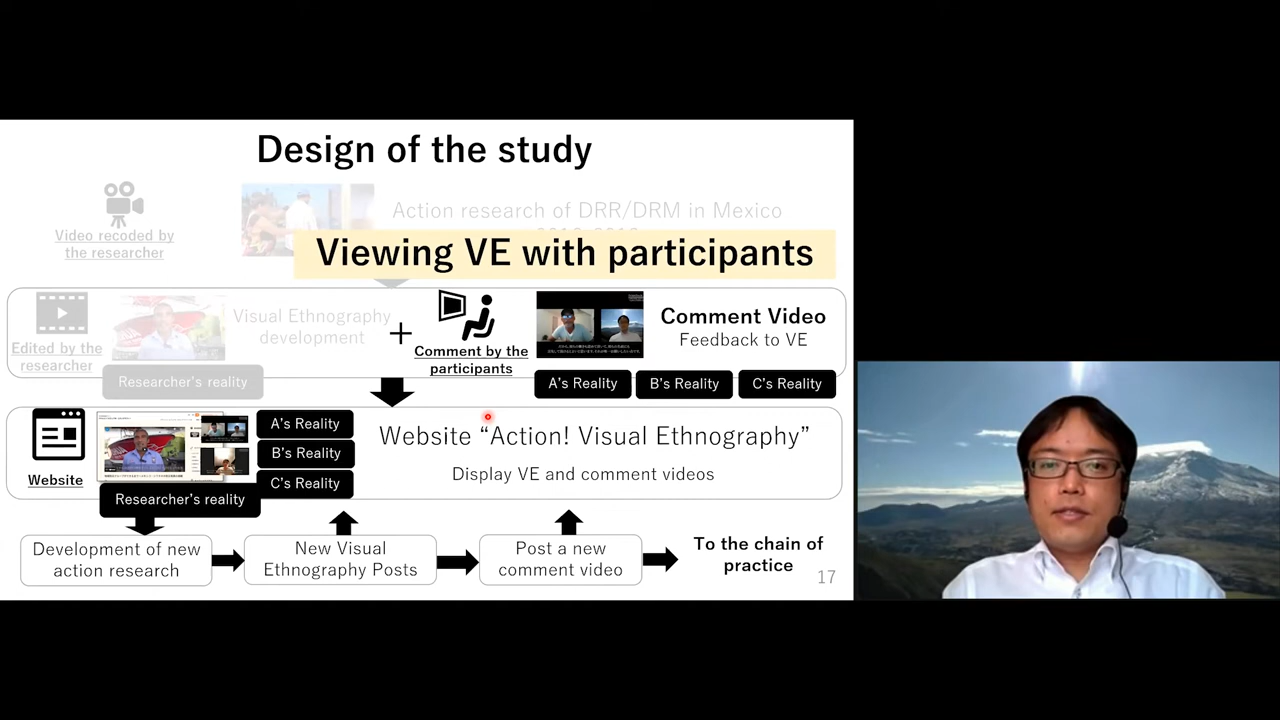 Design of the study
Action research of DRR/DRM in Mexico
Video recoded by
the researcher
Viewing VE with participants
Visual Ethnography
development
+
Edited by the
researcher
Researcher's reality
Comment by the
participants
Comment Video
Feedback to VE
A's Reality
B's Reality
C's Reality
Website
Researcher's reality
A's Reality
B's Reality
C's Reality
Website “Action! Visual Ethnography”
Display VE and comment videos
Development of new
action research
New Visual
Ethnography Posts
Post a new
comment video
To the chain of
practice
17